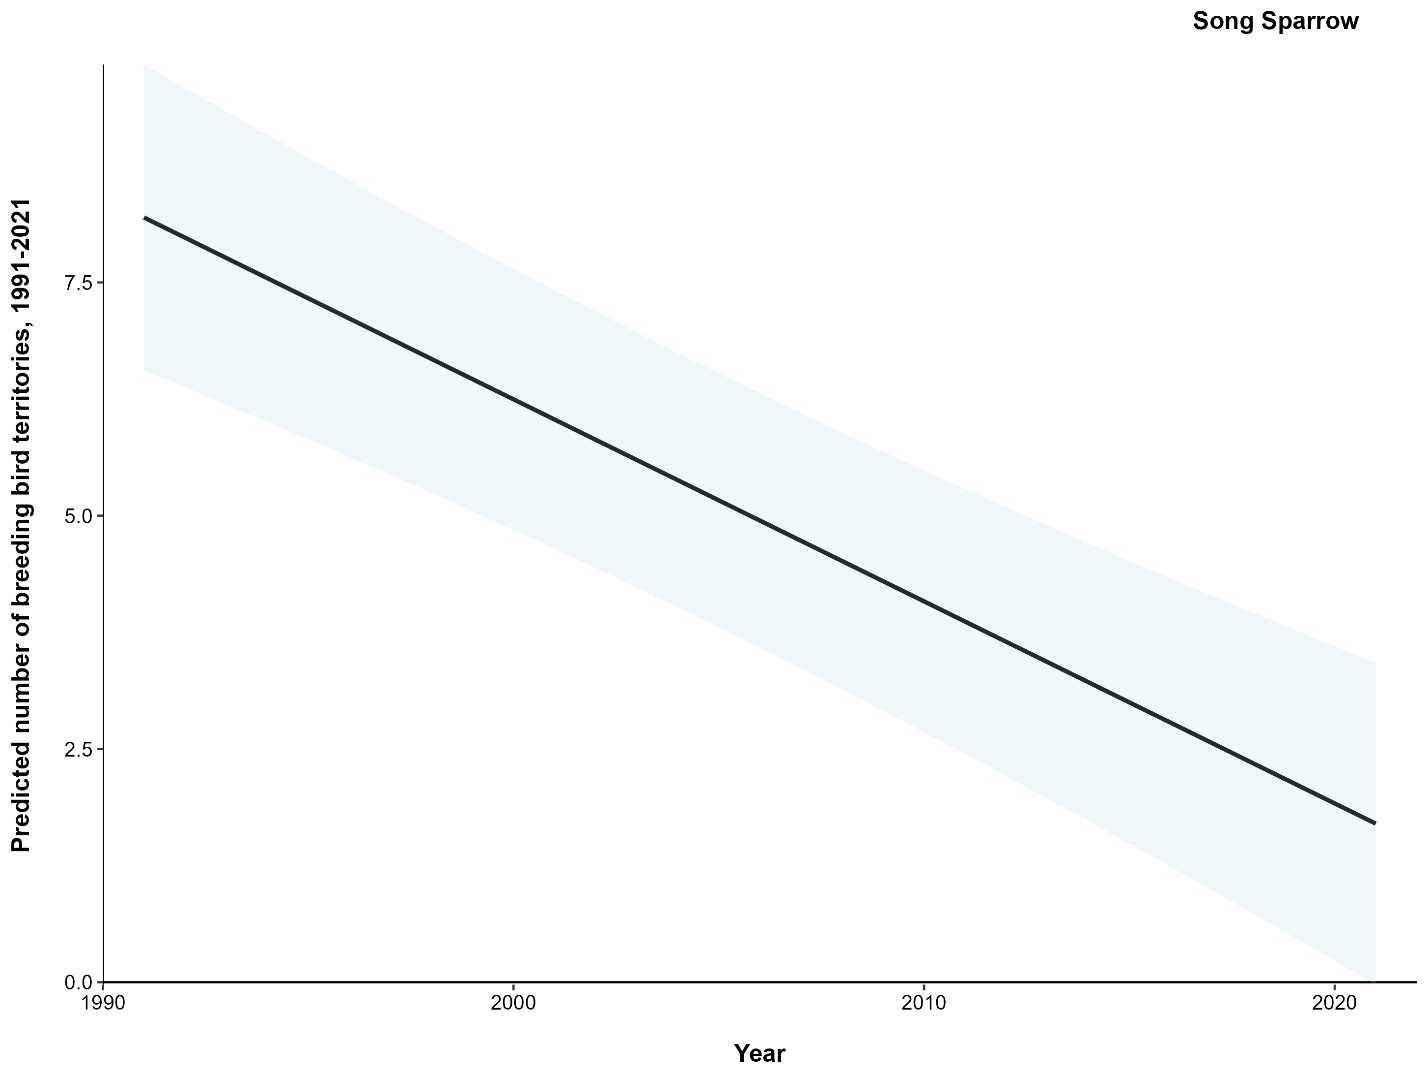 Song Sparrow
Predicted number of breeding bird territories, 1991-2021
7.5
5.0
2.5
0.0
1990 2000 2010 2020
Year